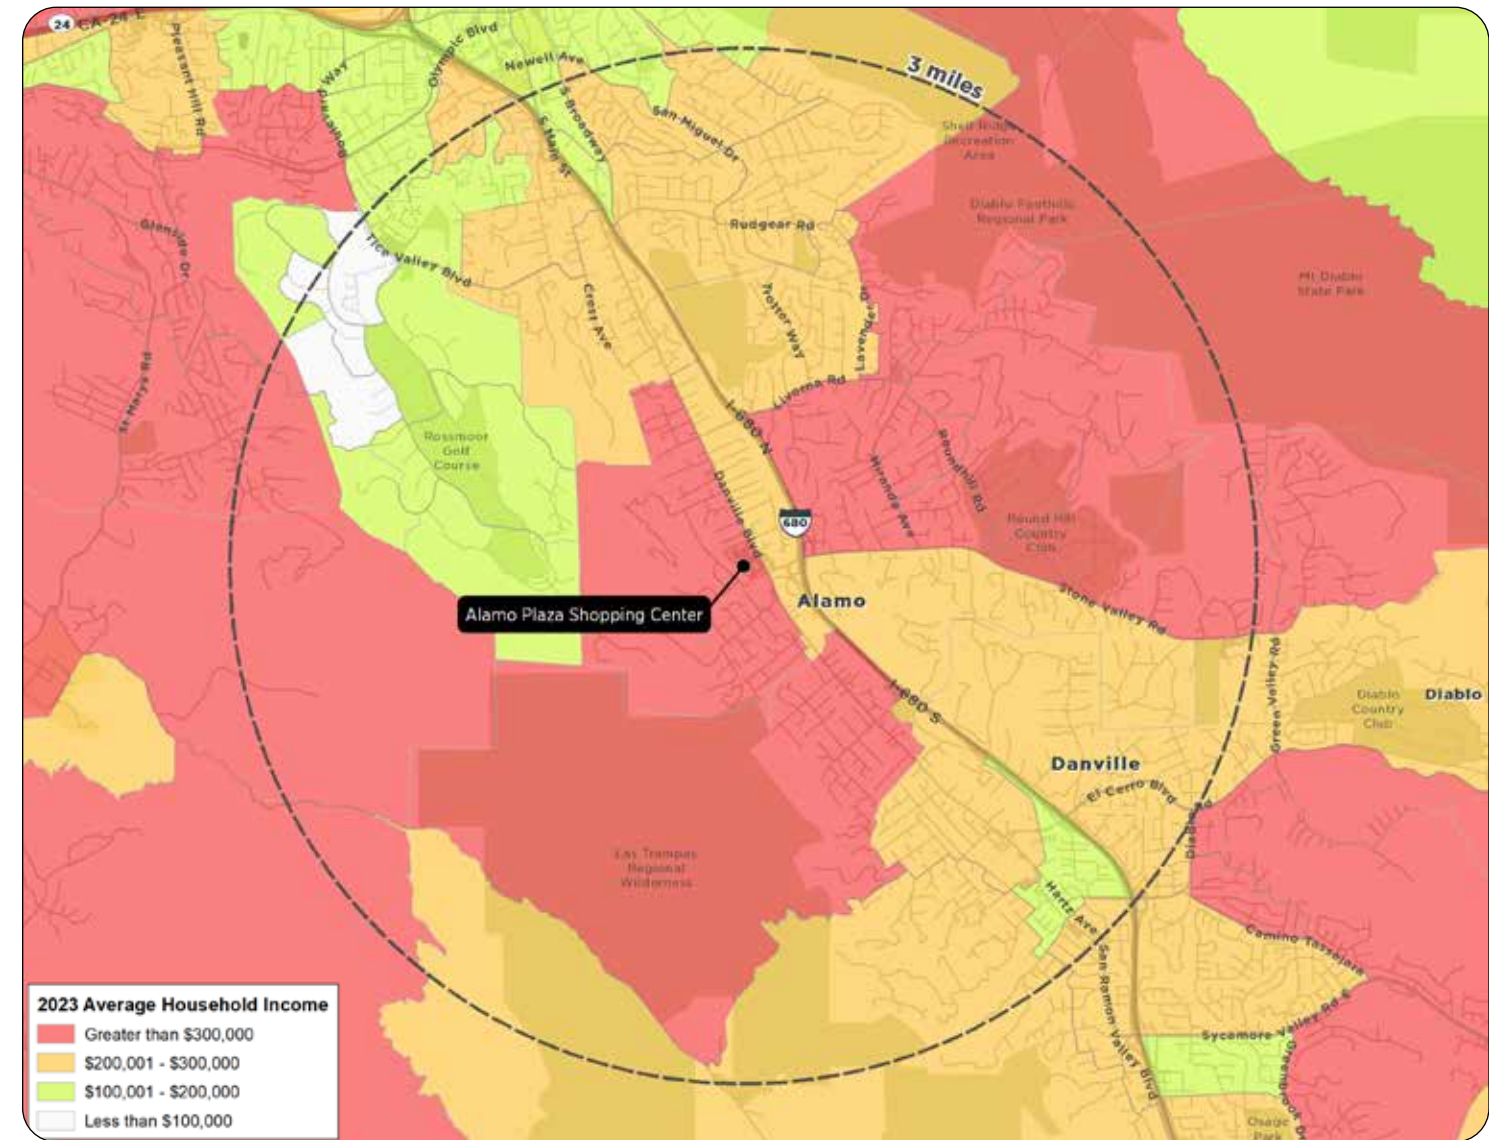 24 CA-24 E
Pleasant Hill Rd
Olympic Blvd
Newell Ave
Boulevard Way
S Broadway
S Main St
San Miguel Dr
3 miles
Shell Ridge
Recreation
Area
Diablo Foothills
Regional Park
Rudgear Rd
Glenside Dr
Tice Valley Blvd
Mt Diablo
State Park
Crest Ave
Trotter Way
Lavender Dr
St Marys Rd
Livorna Rd
I-680 N
Rossmoor
Golf
Course
Danville Blvd
Miranda Ave
Roundhill Rd
680
Round Hill
Country
Club
Alamo Plaza Shopping Center
Alamo
Stone Valley Rd
Green Valley Rd
I-680 S
Diablo
Country
Club
Diablo
Danville
El Cerro Blvd
Diablo Rd
Las Trampas
Regional
Wilderness
Hartz Ave
San Ramon Valley Blvd
Camino Tassajara
Sycamore Valley Rd E
Greenbrook Dr
Osage
Park
2023 Average Household Income
Greater than $300,000
$200,001 - $300,000
$100,001 - $200,000
Less than $100,000